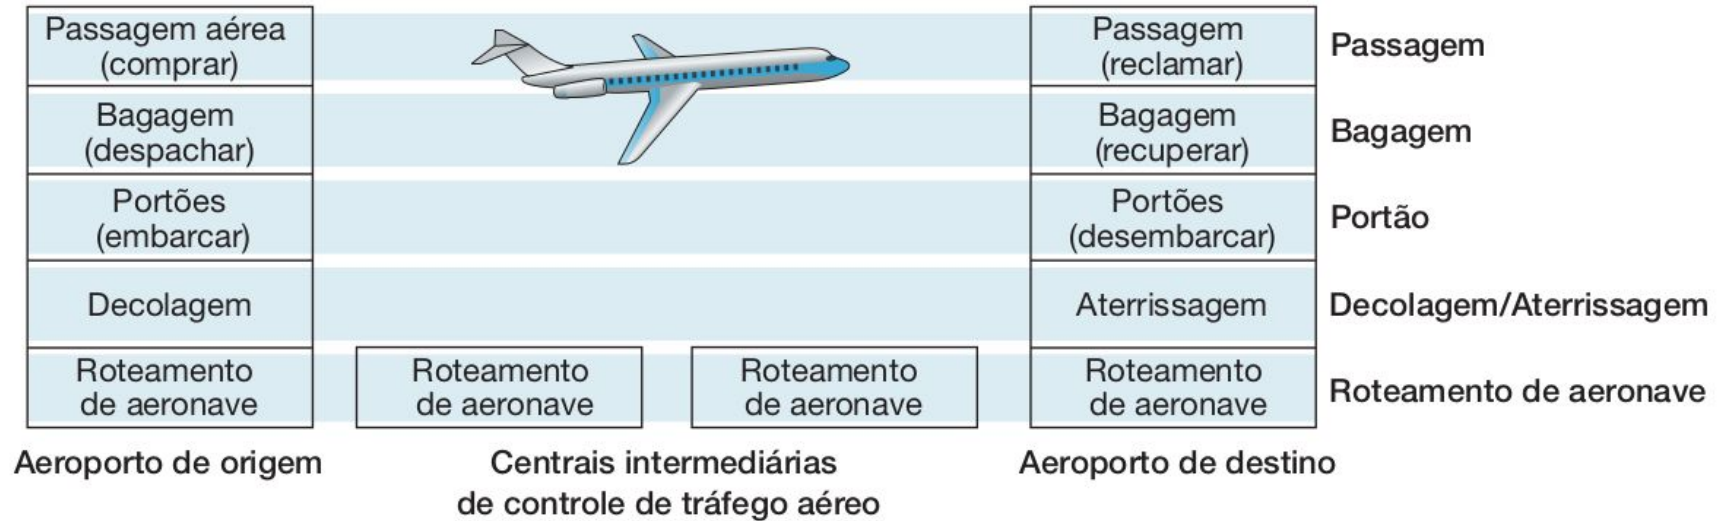 Passagem aérea
(comprar)
Passagem
(reclamar)
Passagem
Bagagem
(despachar)
Bagagem
(recuperar)
Bagagem
Portões
(embarcar)
Portões
(desembarcar)
Portão
Decolagem
Aterrissagem
Decolagem/Aterrissagem
Roteamento
de aeronave
Roteamento
de aeronave
Roteamento
de aeronave
Roteamento
de aeronave
Roteamento de aeronave
Aeroporto de origem
Centrais intermediárias
de controle de tráfego aéreo
Aeroporto de destino